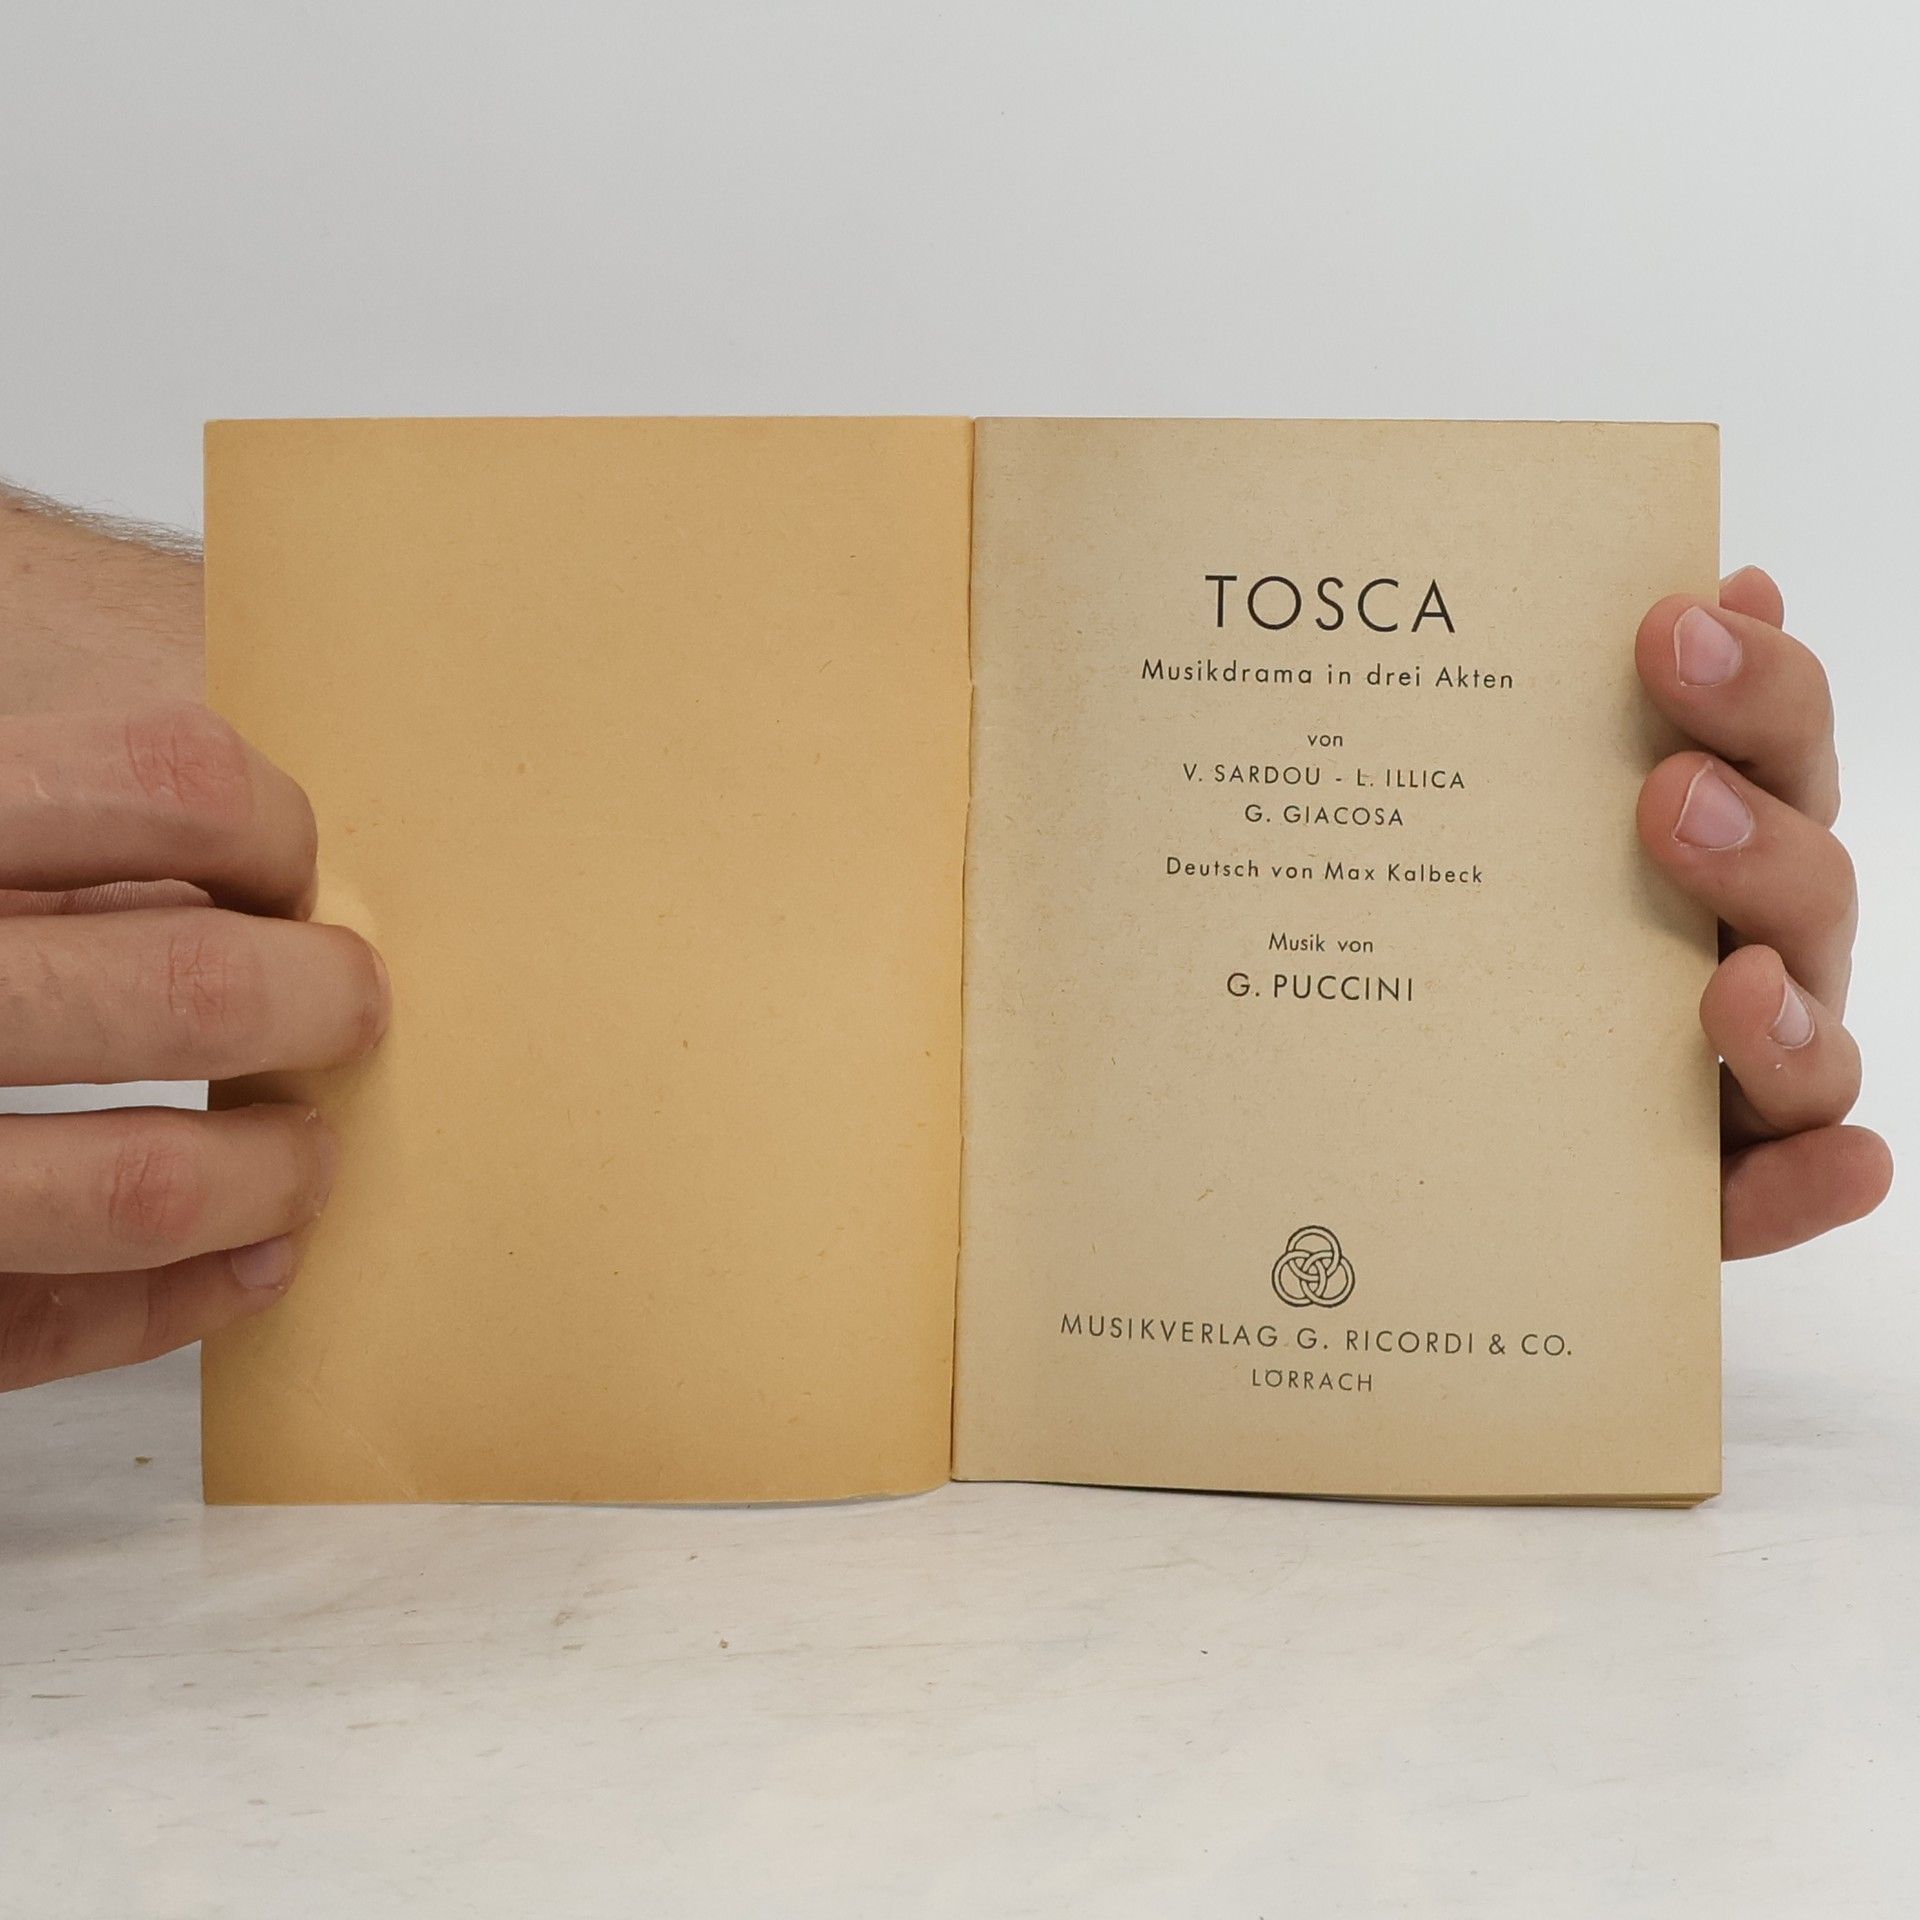 TOSCA
Musikdrama in drei Akten
von
V. SARDOU - L. ILLICA
G. GIACOSA
Deutsch von Max Kalbeck
Musik von
G. PUCCINI
MUSIKVERLAG G. RICORDI & CO.
LÖRRACH